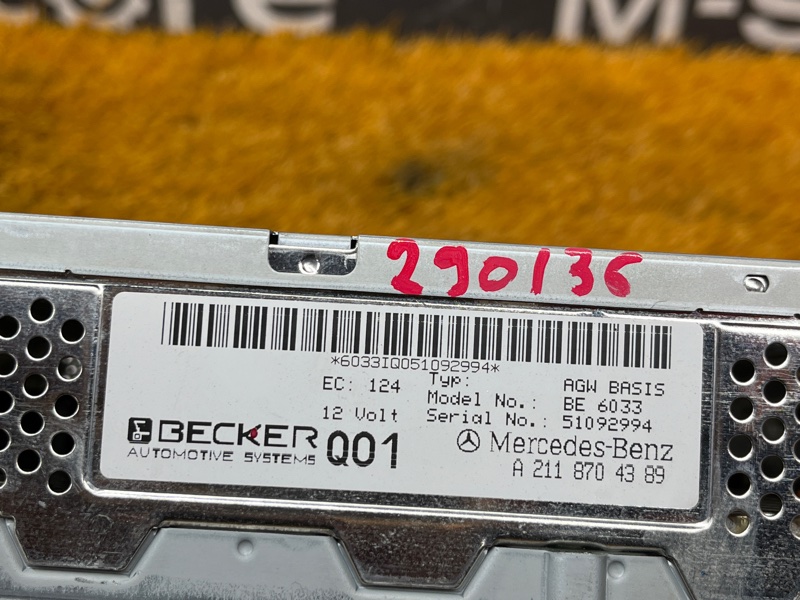 290136
*6033IQ051092994*
EC: 124 Typ: AGW BASIS
Model No.: BE 6033
12 Volt Serial No.: 51092994
BECKER Q01 Mercedes-Benz
AUTOMOTIVE SYSTEMS A 211 870 43 89